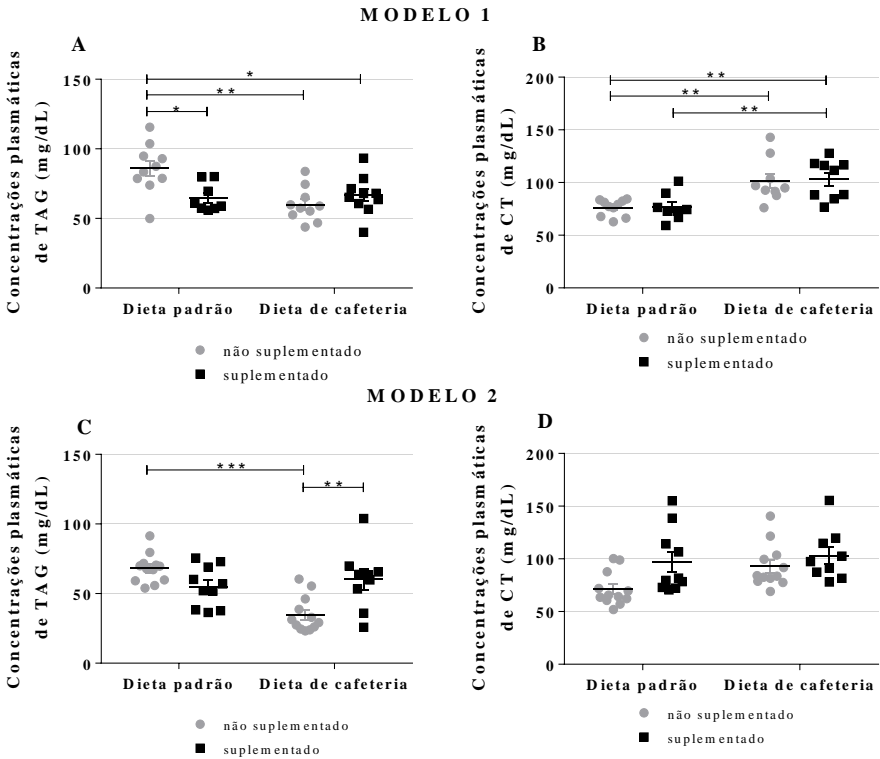 MODELO 1
A
Concentrações plasmáticas
de TAG (mg/dL)
150
100
50
0
*
**
*
Dieta padrão
Dieta de cafeteria
não suplementado
suplementado
B
Concentrações plasmáticas
de CT (mg/dL)
200
150
100
50
0
**
**
**
Dieta padrão
Dieta de cafeteria
não suplementado
suplementado
MODELO 2
C
Concentrações plasmáticas
de TAG (mg/dL)
150
100
50
0
***
**
Dieta padrão
Dieta de cafeteria
não suplementado
suplementado
D
Concentrações plasmáticas
de CT (mg/dL)
200
150
100
50
0
Dieta padrão
Dieta de cafeteria
não suplementado
suplementado